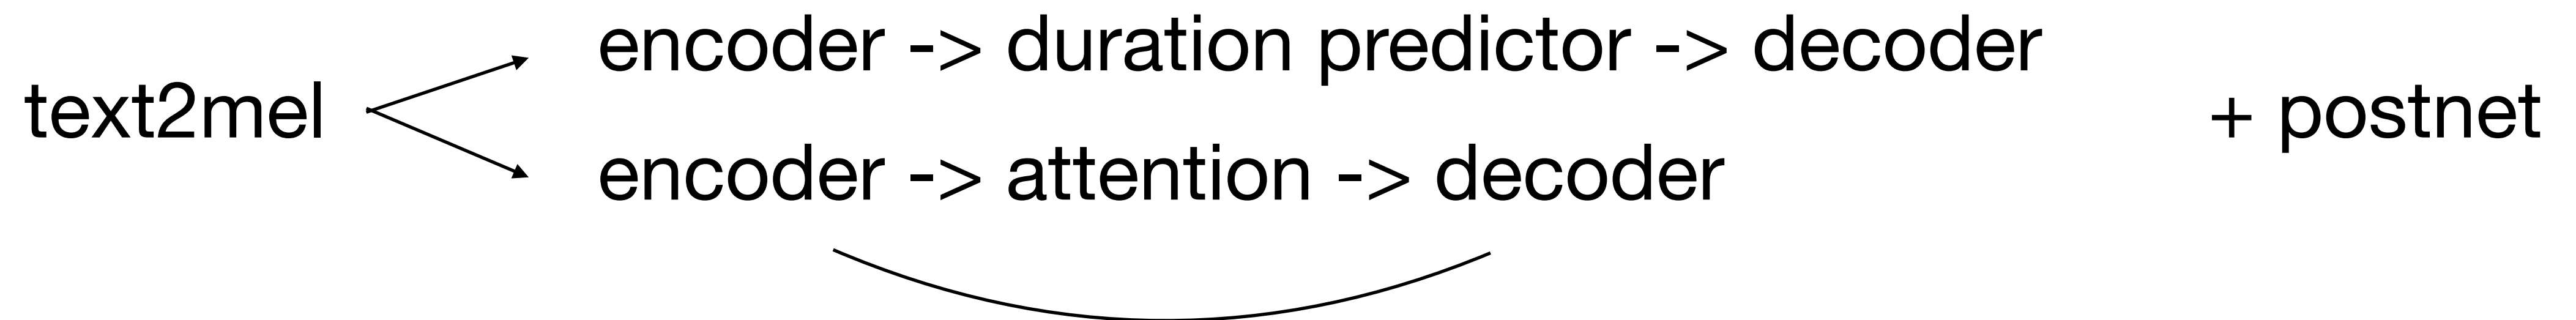 encoder -> duration predictor -> decoder
text2mel
+ postnet
encoder -> attention -> decoder